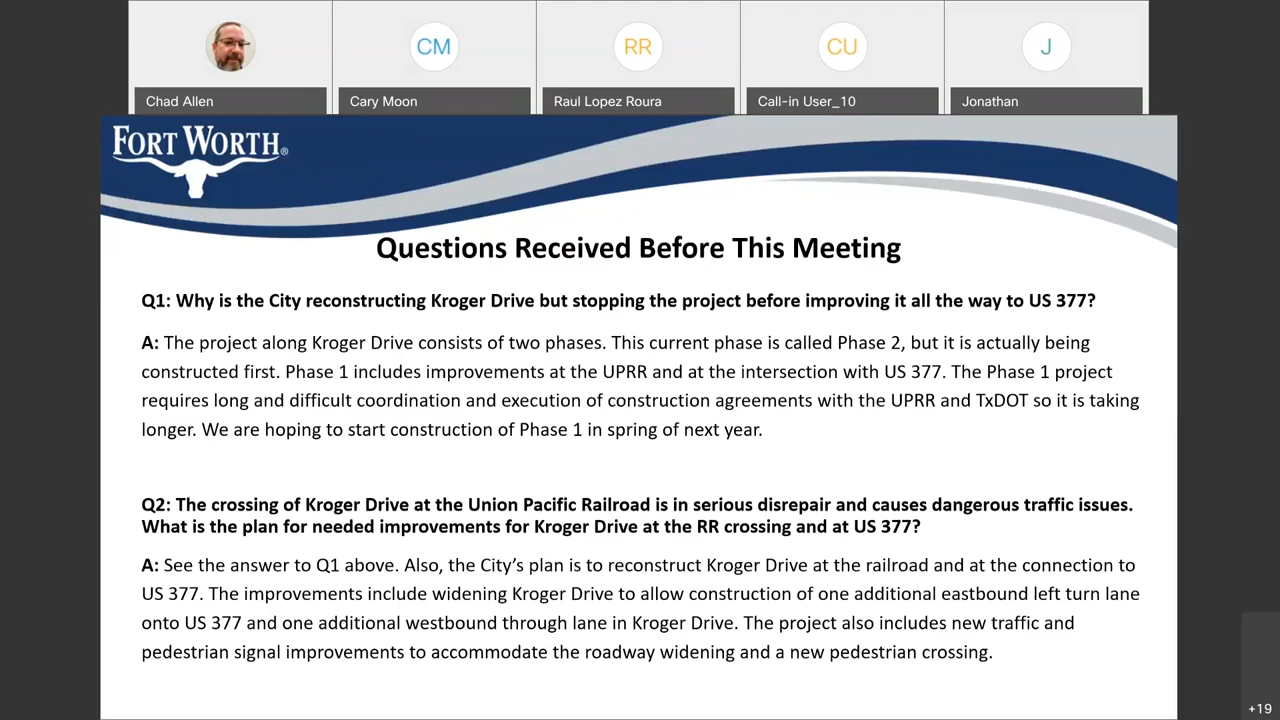 CM
RR
CU
J
Chad Allen
Cary Moon
Raul Lopez Roura
Call-in User_10
Jonathan
FORT WORTH®
Questions Received Before This Meeting
Q1: Why is the City reconstructing Kroger Drive but stopping the project before improving it all the way to US 377?
A: The project along Kroger Drive consists of two phases. This current phase is called Phase 2, but it is actually being
constructed first. Phase 1 includes improvements at the UPRR and at the intersection with US 377. The Phase 1 project
requires long and difficult coordination and execution of construction agreements with the UPRR and TxDOT so it is taking
longer. We are hoping to start construction of Phase 1 in spring of next year.
Q2: The crossing of Kroger Drive at the Union Pacific Railroad is in serious disrepair and causes dangerous traffic issues.
What is the plan for needed improvements for Kroger Drive at the RR crossing and at US 377?
A: See the answer to Q1 above. Also, the City’s plan is to reconstruct Kroger Drive at the railroad and at the connection to
US 377. The improvements include widening Kroger Drive to allow construction of one additional eastbound left turn lane
onto US 377 and one additional westbound through lane in Kroger Drive. The project also includes new traffic and
pedestrian signal improvements to accommodate the roadway widening and a new pedestrian crossing.
+19